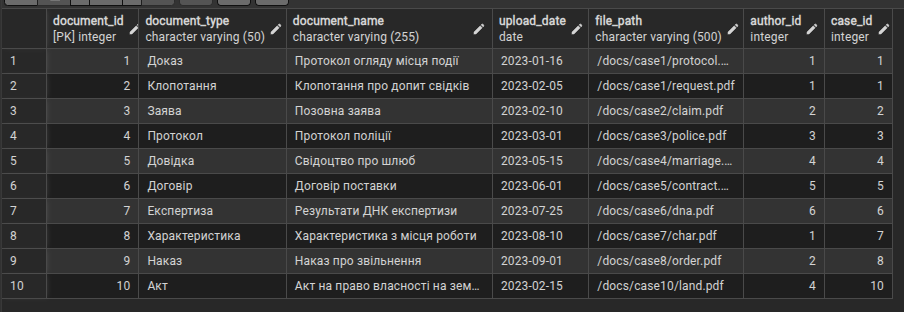 document_id document_type document_name upload_date file_path author_id case_id
[PK] integer character varying (50) character varying (255) date character varying (500) integer integer
1 1 Доказ Протокол огляду місця події 2023-01-16 /docs/case1/protocol.... 1 1
2 2 Клопотання Клопотання про допит свідків 2023-02-05 /docs/case1/request.pdf 1 1
3 3 Заява Позовна заява 2023-02-10 /docs/case2/claim.pdf 2 2
4 4 Протокол Протокол поліції 2023-03-01 /docs/case3/police.pdf 3 3
5 5 Довідка Свідоцтво про шлюб 2023-05-15 /docs/case4/marriage.... 4 4
6 6 Договір Договір поставки 2023-06-01 /docs/case5/contract.... 5 5
7 7 Експертиза Результати ДНК експертизи 2023-07-25 /docs/case6/dna.pdf 6 6
8 8 Характеристика Характеристика з місця роботи 2023-08-10 /docs/case7/char.pdf 1 7
9 9 Наказ Наказ про звільнення 2023-09-01 /docs/case8/order.pdf 2 8
10 10 Акт Акт на право власності на зем... 2023-02-15 /docs/case10/land.pdf 4 10